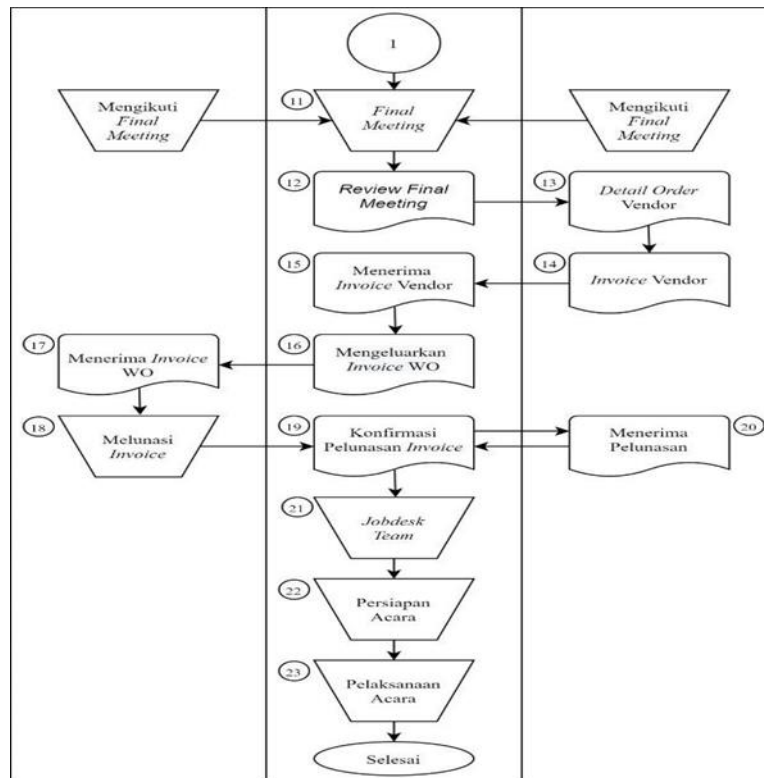 1
Mengikuti
Final
Meeting
11
Final
Meeting
Mengikuti
Final
Meeting
12
Review Final
Meeting
13
Detail Order
Vendor
14
Invoice Vendor
15
Menerima
Invoice Vendor
16
Mengeluarkan
Invoice WO
17
Menerima Invoice
WO
18
Melunasi
Invoice
19
Konfirmasi
Pelunasan Invoice
20
Menerima
Pelunasan
21
Jobdesk
Team
22
Persiapan
Acara
23
Pelaksanaan
Acara
Selesai